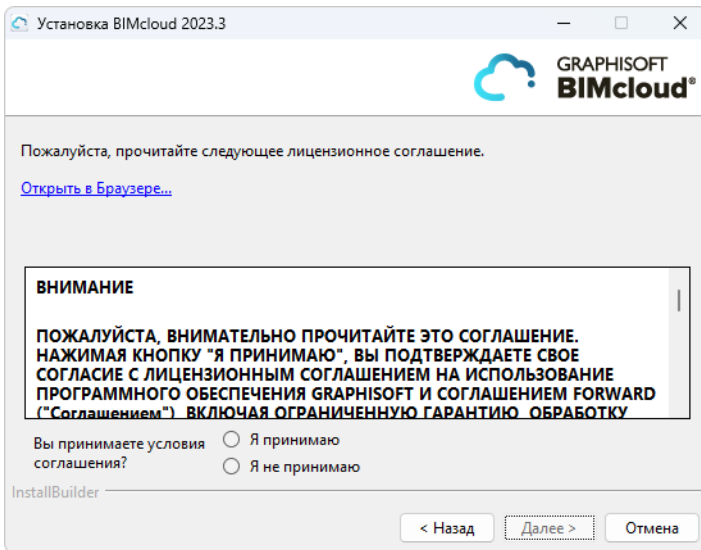 Установка BIMcloud 2023.3
GRAPHISOFT
BIMcloud®
Пожалуйста, прочитайте следующее лицензионное соглашение.
Открыть в Браузере...
ВНИМАНИЕ
ПОЖАЛУЙСТА, ВНИМАТЕЛЬНО ПРОЧИТАЙТЕ ЭТО СОГЛАШЕНИЕ.
НАЖИМАЯ КНОПКУ "Я ПРИНИМАЮ", ВЫ ПОДТВЕРЖДАЕТЕ СВОЕ
СОГЛАСИЕ С ЛИЦЕНЗИОННЫМ СОГЛАШЕНИЕМ НА ИСПОЛЬЗОВАНИЕ
ПРОГРАММНОГО ОБЕСПЕЧЕНИЯ GRAPHISOFT И СОГЛАШЕНИЕМ FORWARD
("Соглашением") ВКЛЮЧАЯ ОГРАНИЧЕННУЮ ГАРАНТИЮ ОБРАБОТКУ
Вы принимаете условия
соглашения?
Я принимаю
Я не принимаю
InstallBuilder
< Назад
Далее >
Отмена